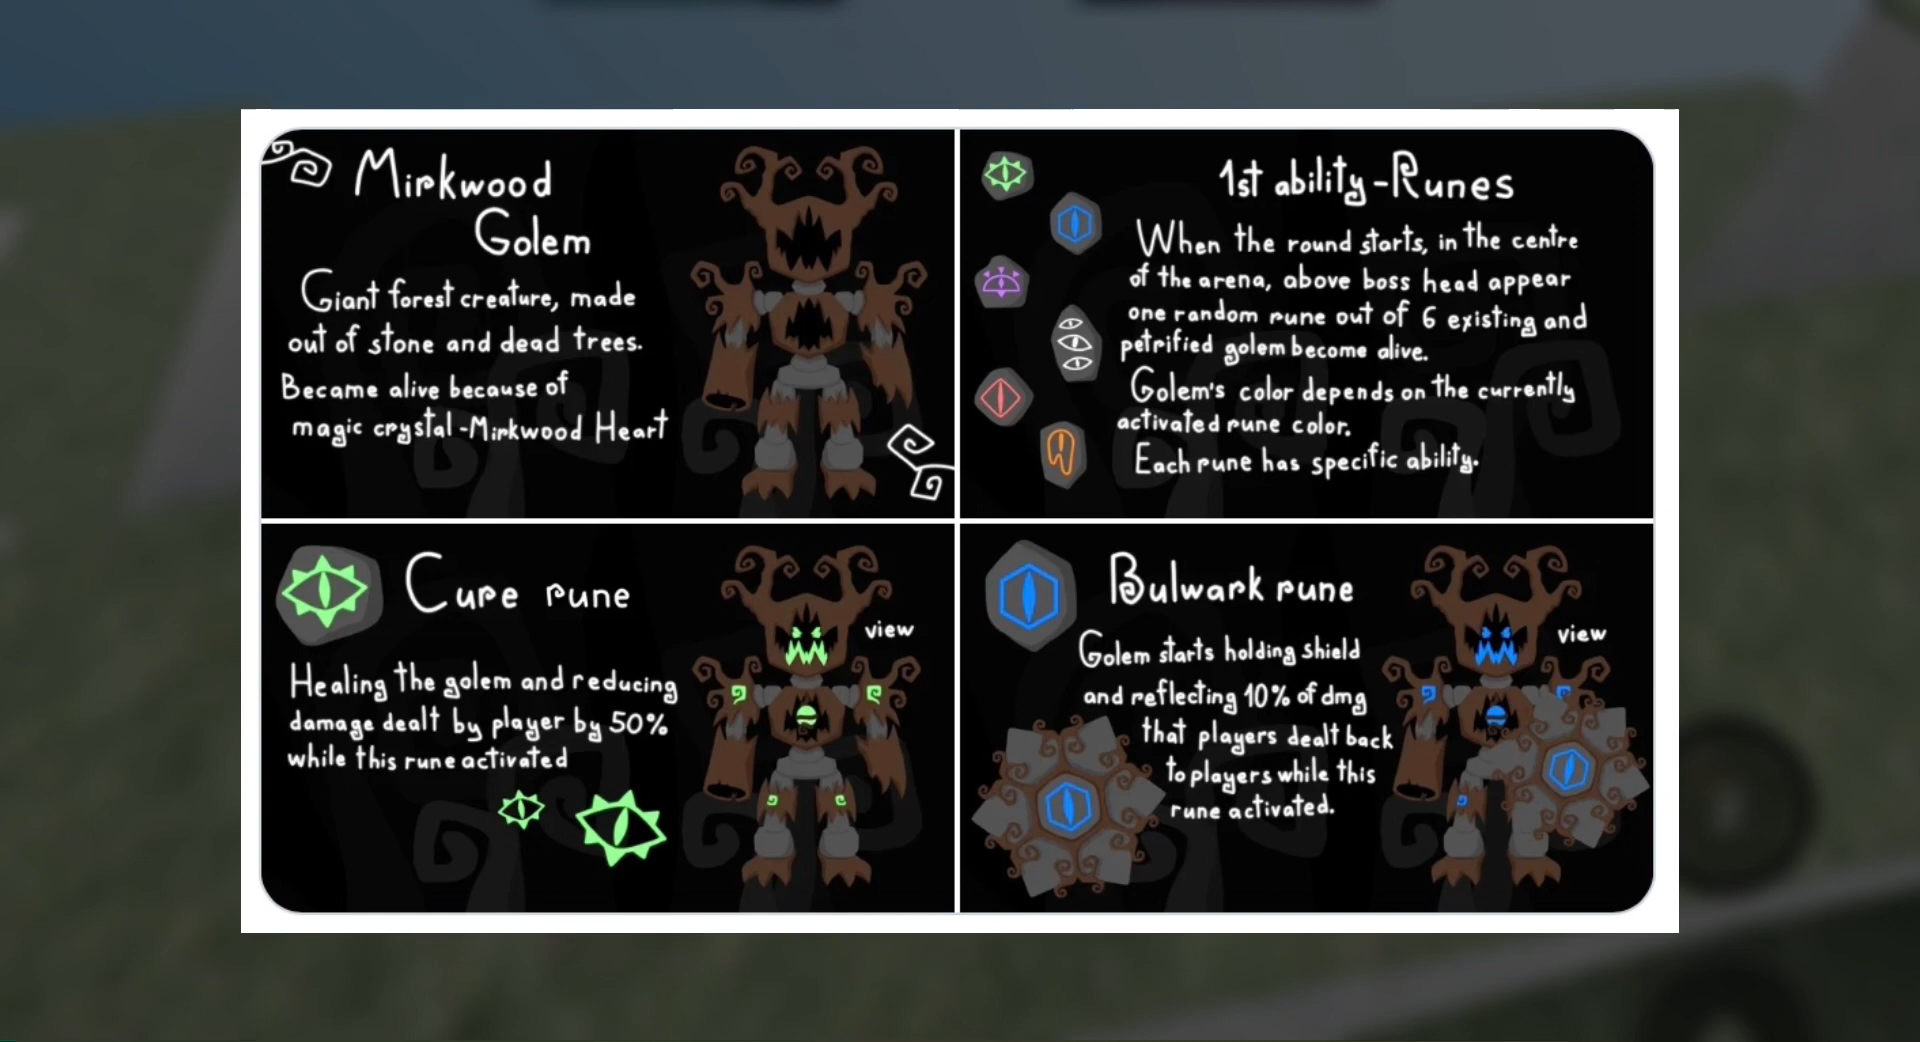 Mirkwood
Golem
Giant forest creature, made
out of stone and dead trees.
Became alive because of
magic crystal-Mirkwood Heart
1st ability-Runes
When the round starts, in the centre
of the arena, above boss head appear
one random rune out of 6 existing and
petrified golem become alive.
Golem's color depends on the currently
activated rune color.
Each rune has specific ability.
Cure rune
view
Healing the golem and reducing
damage dealt by player by 50%
while this rune activated
Bulwark rune
view
Golem starts holding shield
and reflecting 10% of dmg
that players dealt back
to players while this
rune activated.